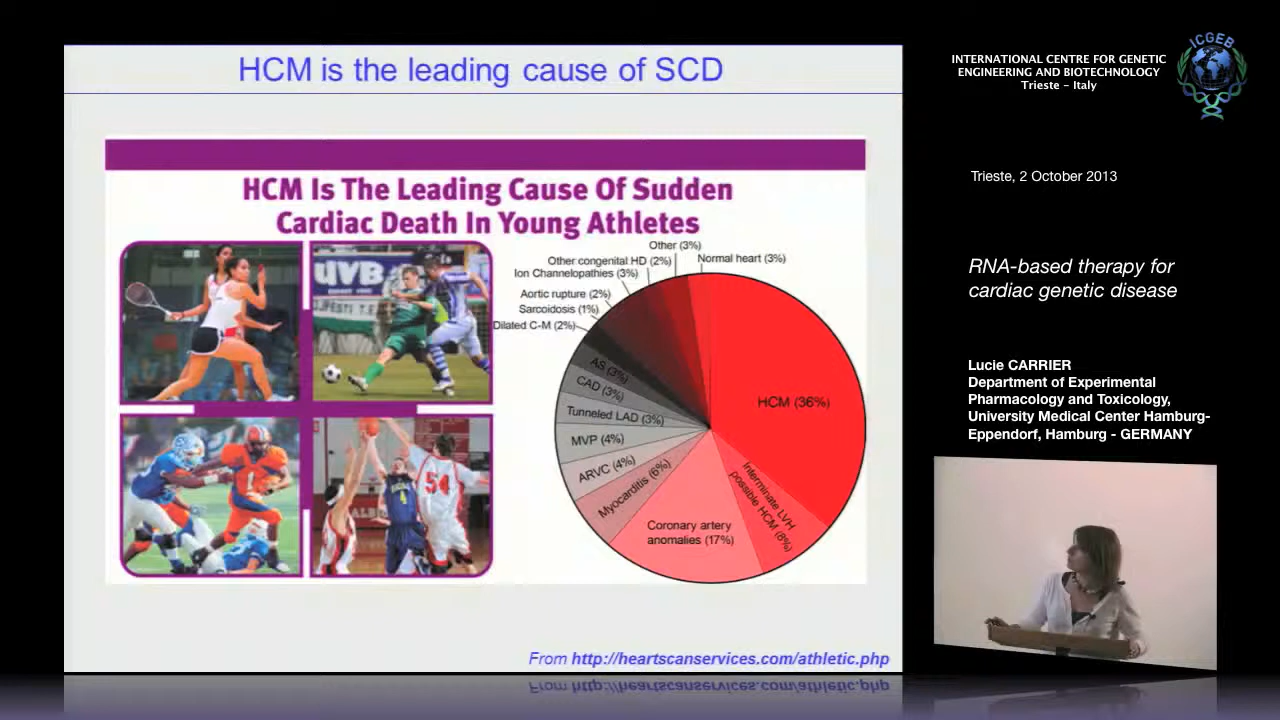 HCM is the leading cause of SCD
HCM Is The Leading Cause Of Sudden
Cardiac Death In Young Athletes
Other (3%)
Other congenital HD (2%)
Normal heart (3%)
Ion Channelopathies (3%)
Aortic rupture (2%)
Sarcoidosis (1%)
Dilated C-M (2%)
AS (3%)
CAD (3%)
Tunneled LAD (3%)
MVP (4%)
ARVC (4%)
Myocarditis (6%)
Coronary artery
anomalies (17%)
Interminate LVH
possible HCM (8%)
HCM (36%)
UVB
4
54
From http://heartscanservices.com/athletic.php
INTERNATIONAL CENTRE FOR GENETIC
ENGINEERING AND BIOTECHNOLOGY
Trieste - Italy
ICGEB
Trieste, 2 October 2013
RNA-based therapy for
cardiac genetic disease
Lucie CARRIER
Department of Experimental
Pharmacology and Toxicology,
University Medical Center Hamburg-
Eppendorf, Hamburg - GERMANY